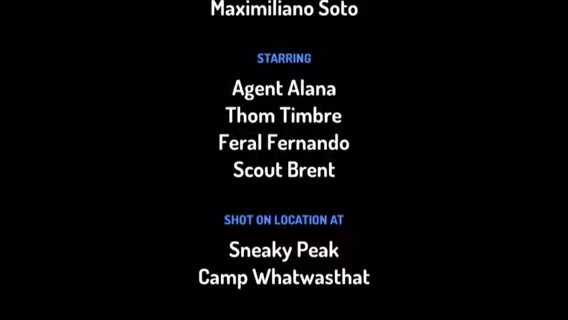 Maximiliano Soto
STARRING
Agent Alana
Thom Timbre
Feral Fernando
Scout Brent
SHOT ON LOCATION AT
Sneaky Peak
Camp Whatwasthat